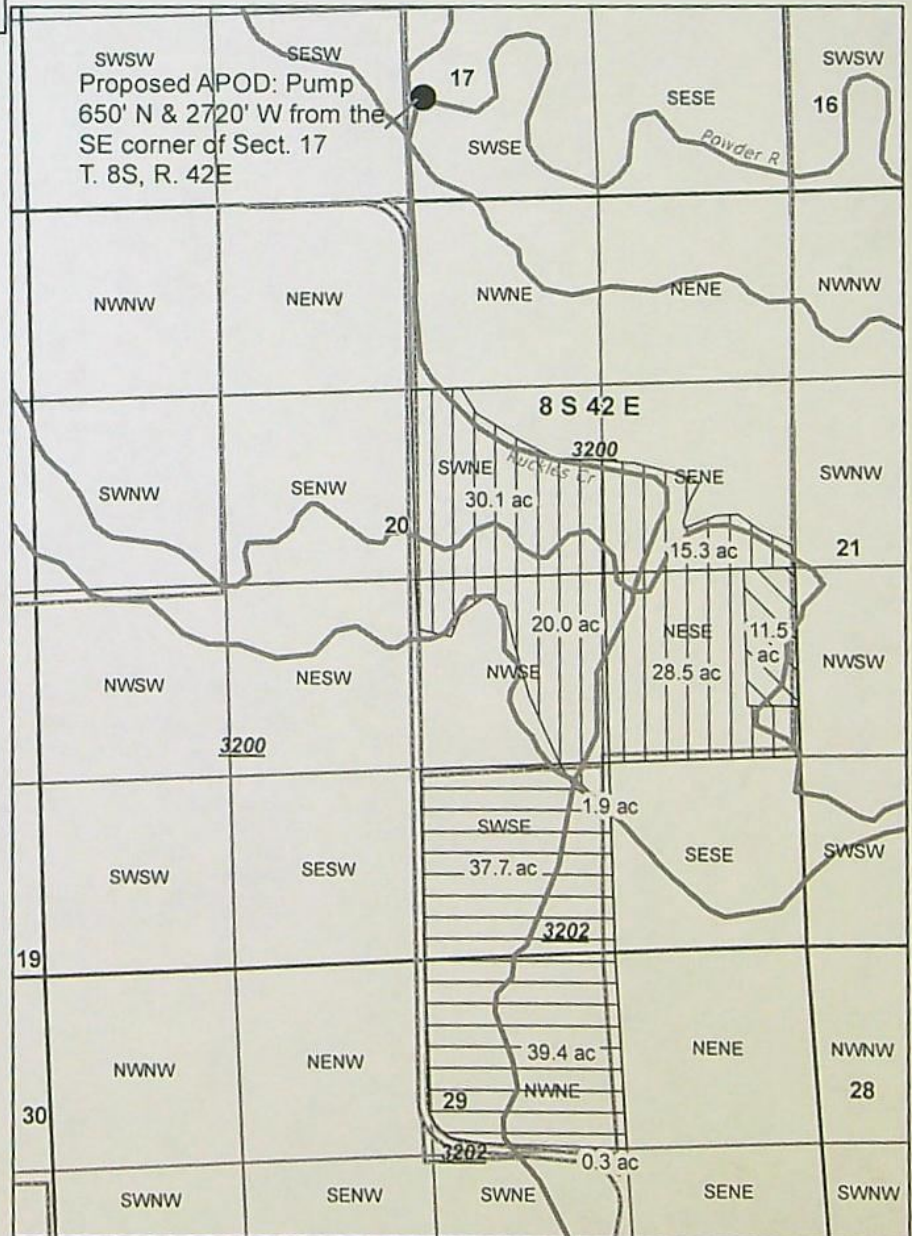 SWSW
SESW
17
SWSW
Proposed APOD: Pump
650' N & 2720' W from the
SE corner of Sect. 17
T. 8S, R. 42E
SESE
16
SWSE
Powder R
NWNW
NENW
NWNE
NENE
NWNW
8 S 42 E
3200
SWNE
Ruckles Cr
SENE
SWNW
SWNW
SENW
30.1 ac
20
15.3 ac
21
20.0 ac
NESE
11.5
ac
28.5 ac
NWSW
NESW
NWSE
NWSW
3200
1.9 ac
SWSE
SESE
SWSW
37.7. ac
SWSW
SESW
3202
19
39.4 ac
NENE
NWNW
NWNW
NENW
NWNE
28
29
30
3202
0.3 ac
SWNW
SENW
SWNE
SENE
SWNW